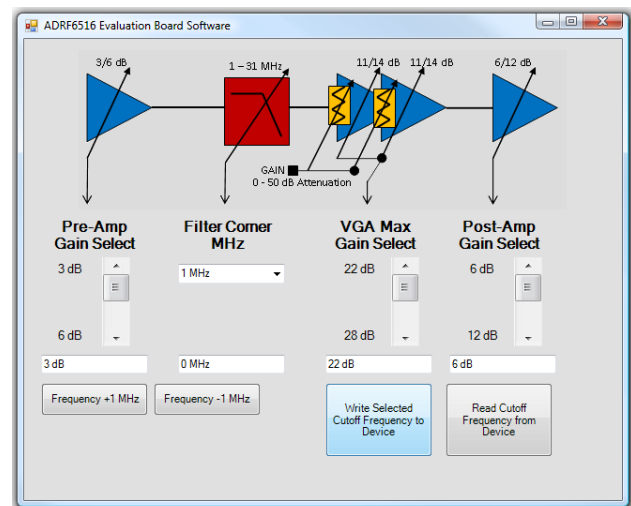 ADRF6516 Evaluation Board Software
3/6 dB
1 – 31 MHz
11/14 dB
11/14 dB
6/12 dB
GAIN
0 - 50 dB Attenuation
Pre-Amp
Gain Select
Filter Corner
MHz
VGA Max
Gain Select
Post-Amp
Gain Select
3 dB
1 MHz
22 dB
6 dB
6 dB
28 dB
12 dB
3 dB
0 MHz
22 dB
6 dB
Frequency +1 MHz
Frequency -1 MHz
Write Selected
Cutoff Frequency to
Device
Read Cutoff
Frequency from
Device